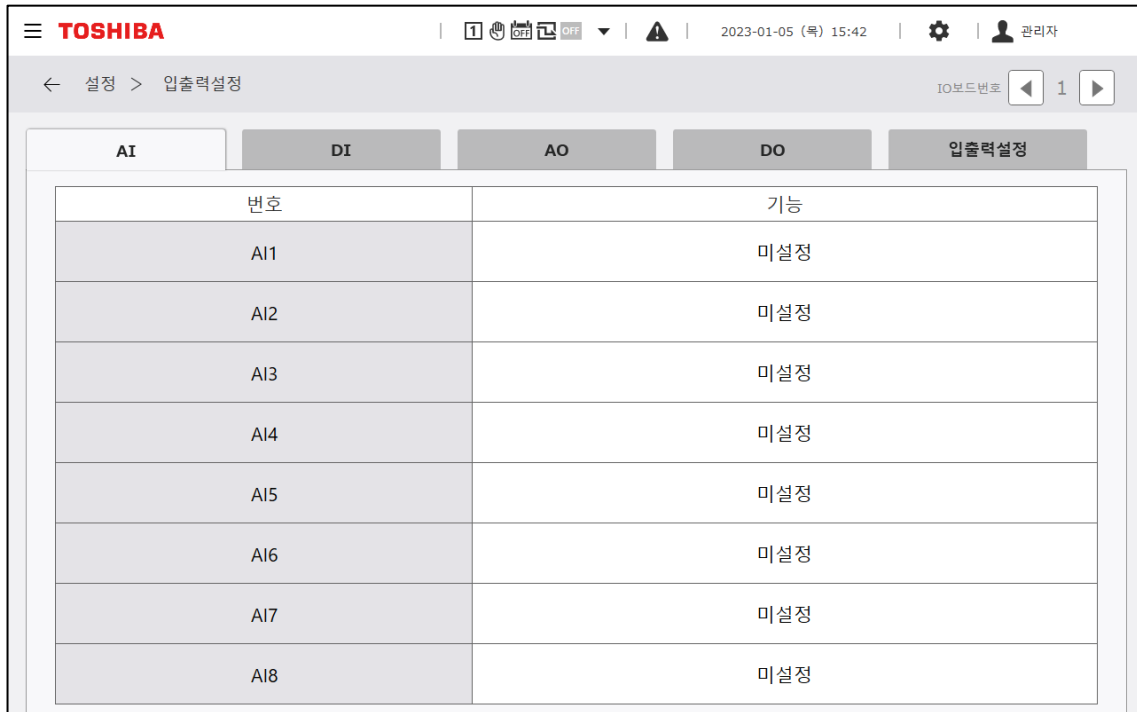 TOSHIBA 1 OFF OFF 2023-01-05 (목) 15:42 관리자
← 설정 > 입출력설정 IO보드번호 1
AI DI AO DO 입출력설정
번호 기능
AI1 미설정
AI2 미설정
AI3 미설정
AI4 미설정
AI5 미설정
AI6 미설정
AI7 미설정
AI8 미설정